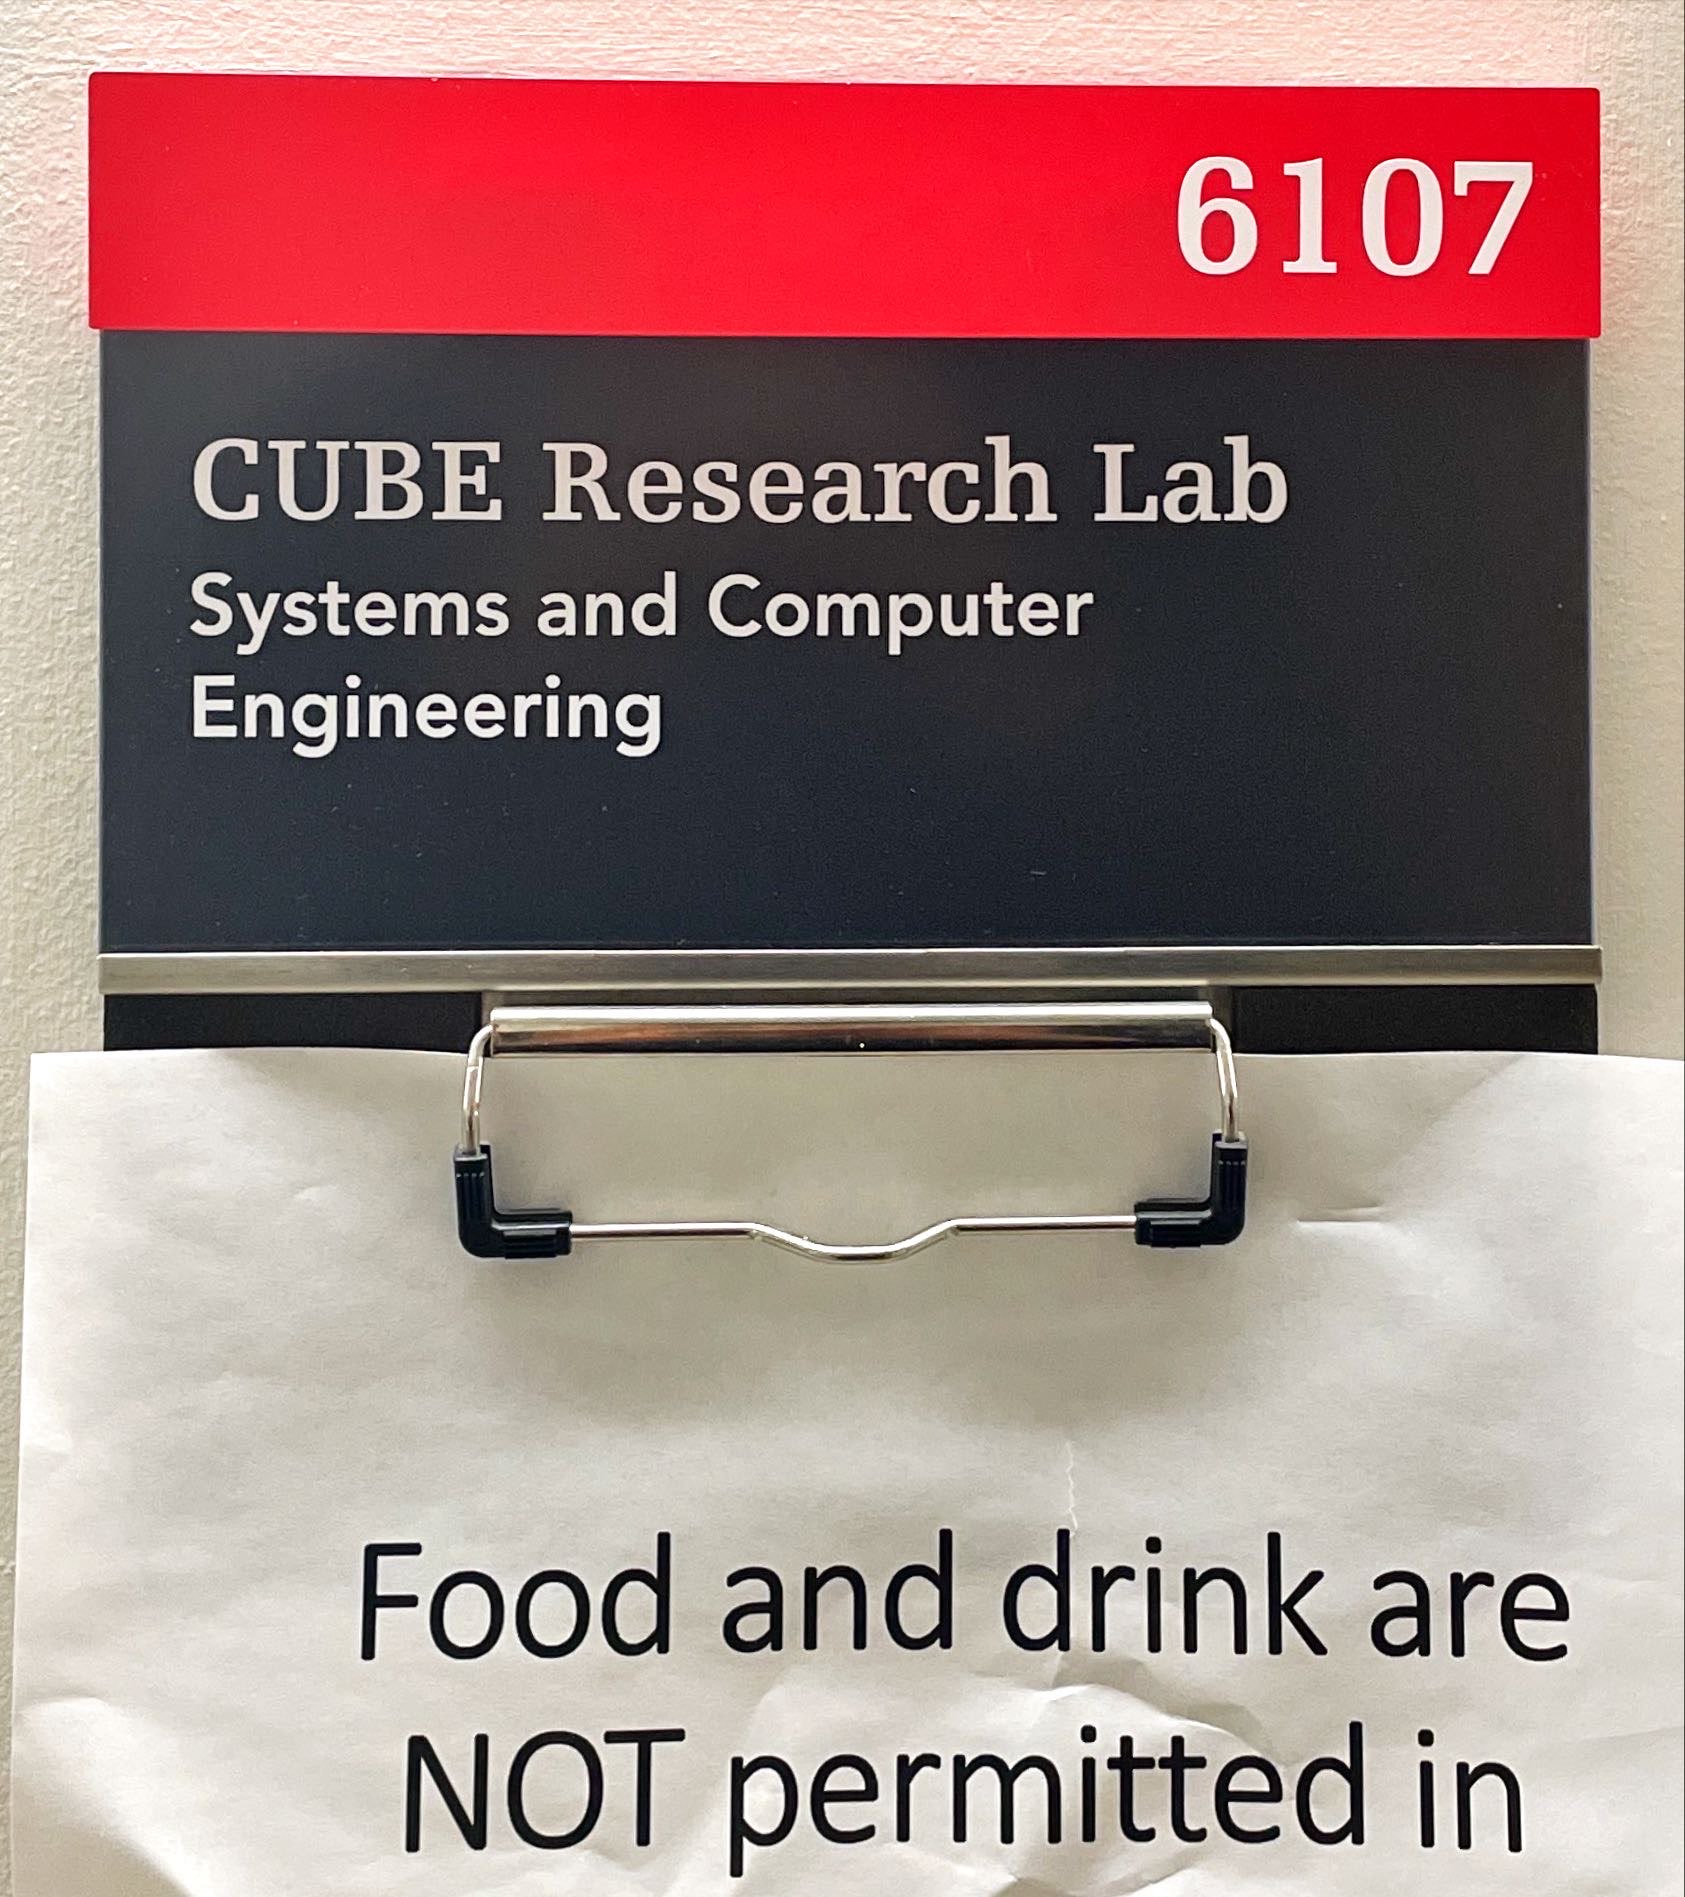 6107
CUBE Research Lab
Systems and Computer
Engineering
Food and drink are
NOT permitted in